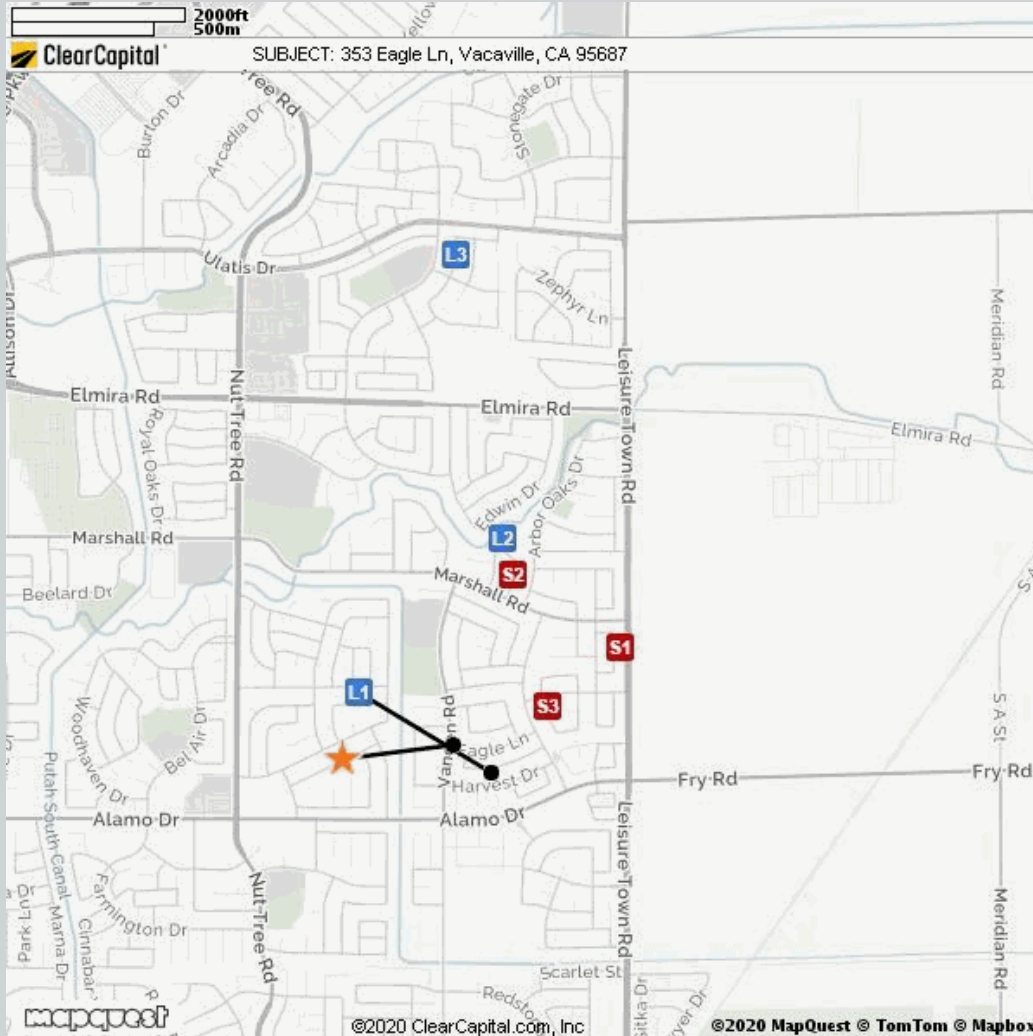 2000ft
500m
ClearCapital
SUBJECT: 353 Eagle Ln, Vacaville, CA 95687
Tree Rd
Burton Dr
Arcadia Dr
Stonegate Dr
Ulatis Dr
L3
Zephyr Ln
Allison Dr
Meridian Rd
Leisure Town Rd
Nut Tree Rd
Elmira Rd
Elmira Rd
Elmira Rd
Royal Oaks Dr
Edwin Dr
Arbor Oaks Dr
Marshall Rd
L2
S2
Marshall Rd
Beelard Dr
S1
L1
S3
Woodhaven Dr
Bel Air Dr
Eagle Ln
Harvest Dr
S A St
Fry Rd
Fry Rd
Alamo Dr
Alamo Dr
Putah South Canal
Leisure Town Rd
Nut Tree Rd
Farmington Dr
Marna Dr
Cinnabar
Meridian Rd
Scarlet St
mapquest
©2020 ClearCapital.com, Inc
©2020 MapQuest © TomTom © Mapbox